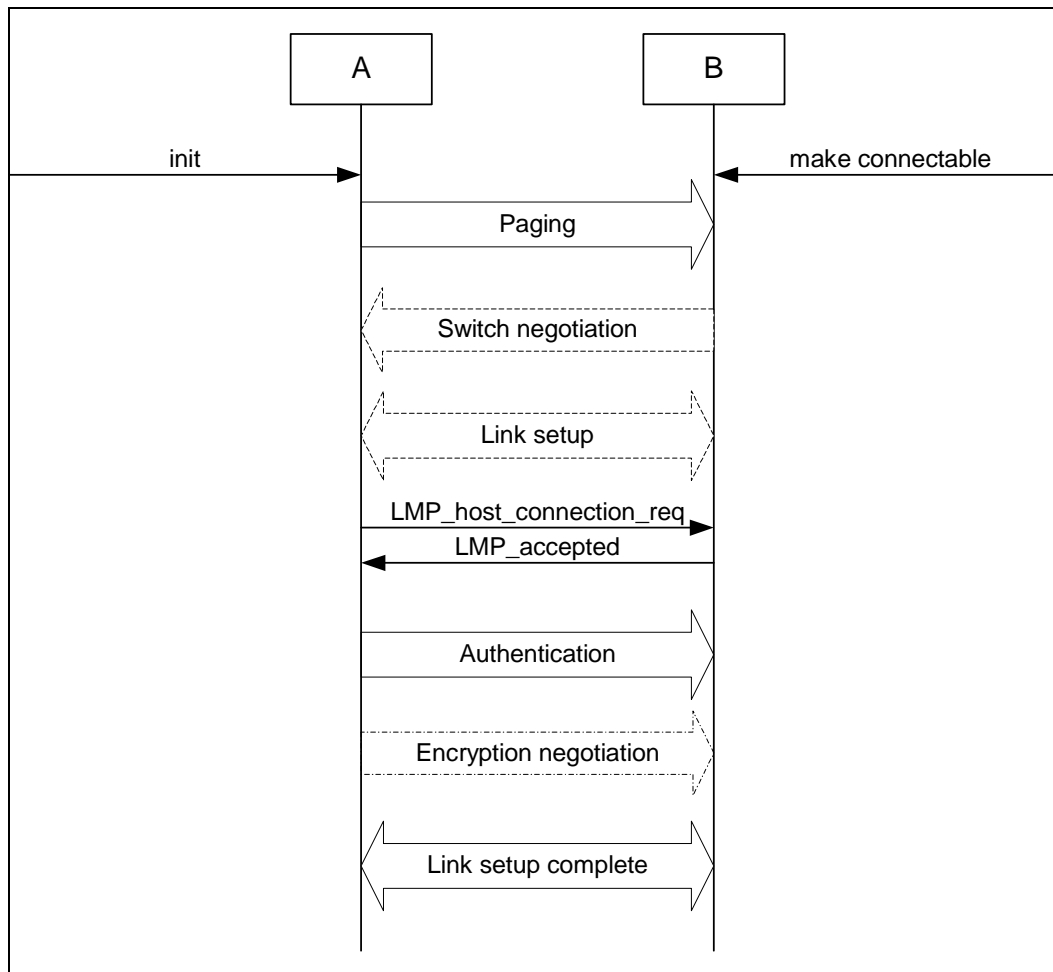 A
B
init
make connectable
Paging
Switch negotiation
Link setup
LMP_host_connection_req
LMP_accepted
Authentication
Encryption negotiation
Link setup complete